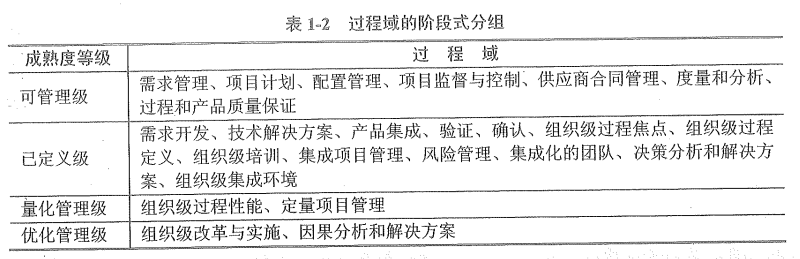 表 1-2 过程域的阶段式分组
成熟度等级 过 程 域
可管理级 需求管理、项目计划、配置管理、项目监督与控制、供应商合同管理、度量和分析、
过程和产品质量保证
已定义级 需求开发、技术解决方案、产品集成、验证、确认、组织级过程焦点、组织级过程
定义、组织级培训、集成项目管理、风险管理、集成化的团队、决策分析和解决方
案、组织级集成环境
量化管理级 组织级过程性能、定量项目管理
优化管理级 组织级改革与实施、因果分析和解决方案